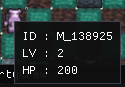 ID : M_138925
LV : 2
HP : 200